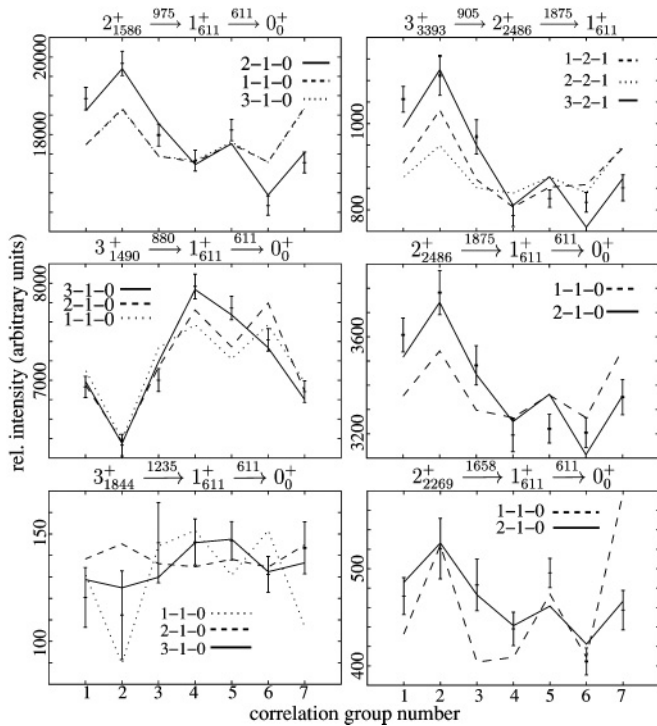 2⁺₁₅₈₆ —975→ 1⁺₆₁₁ —611→ 0⁺₀
20000
18000
2−1−0
1−1−0
3−1−0
3⁺₃₃₉₃ —905→ 2⁺₂₄₈₆ —1875→ 1⁺₆₁₁
1100
800
1−2−1
2−2−1
3−2−1
3⁺₁₄₉₀ —880→ 1⁺₆₁₁ —611→ 0⁺₀
8000
7000
3−1−0
2−1−0
1−1−0
2⁺₂₄₈₆ —1875→ 1⁺₆₁₁ —611→ 0⁺₀
3600
3200
1−1−0
2−1−0
rel. intensity (arbitrary units)
3⁺₁₈₄₄ —1235→ 1⁺₆₁₁ —611→ 0⁺₀
150
100
1−1−0
2−1−0
3−1−0
1 2 3 4 5 6 7
2⁺₂₂₆₉ —1658→ 1⁺₆₁₁ —611→ 0⁺₀
500
400
1−1−0
2−1−0
1 2 3 4 5 6 7
correlation group number